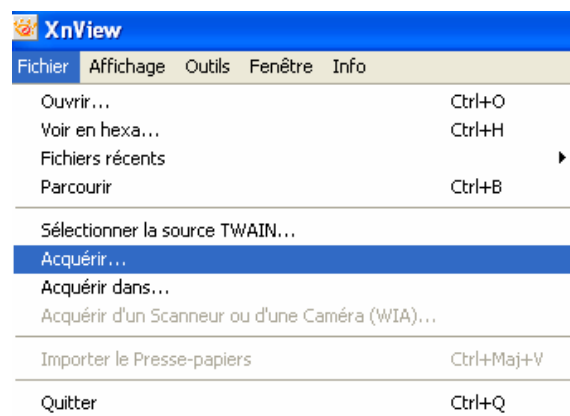 XnView
Fichier Affichage Outils Fenêtre Info
Ouvrir... Ctrl+O
Voir en hexa... Ctrl+H
Fichiers récents
Parcourir Ctrl+B
Sélectionner la source TWAIN...
Acquérir...
Acquérir dans...
Acquérir d'un Scanneur ou d'une Caméra (WIA)...
Importer le Presse-papiers Ctrl+Maj+V
Quitter Ctrl+Q